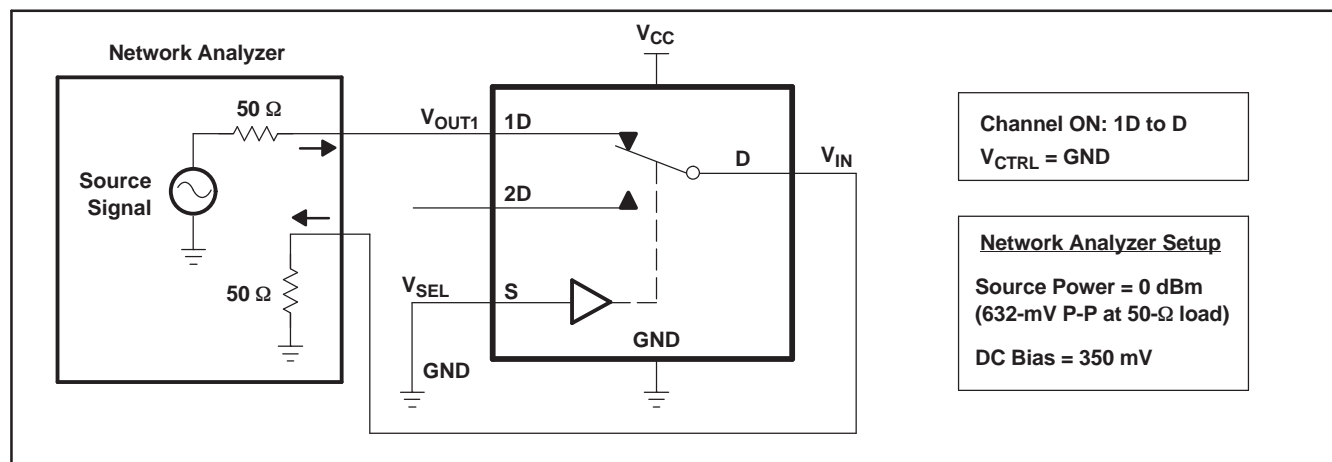 Network Analyzer
50 Ω
Source
Signal
50 Ω
VCC
VOUT1
1D
D
VIN
2D
VSEL
S
GND
GND
Channel ON: 1D to D
VCTRL = GND
Network Analyzer Setup
Source Power = 0 dBm
(632-mV P-P at 50-Ω load)
DC Bias = 350 mV